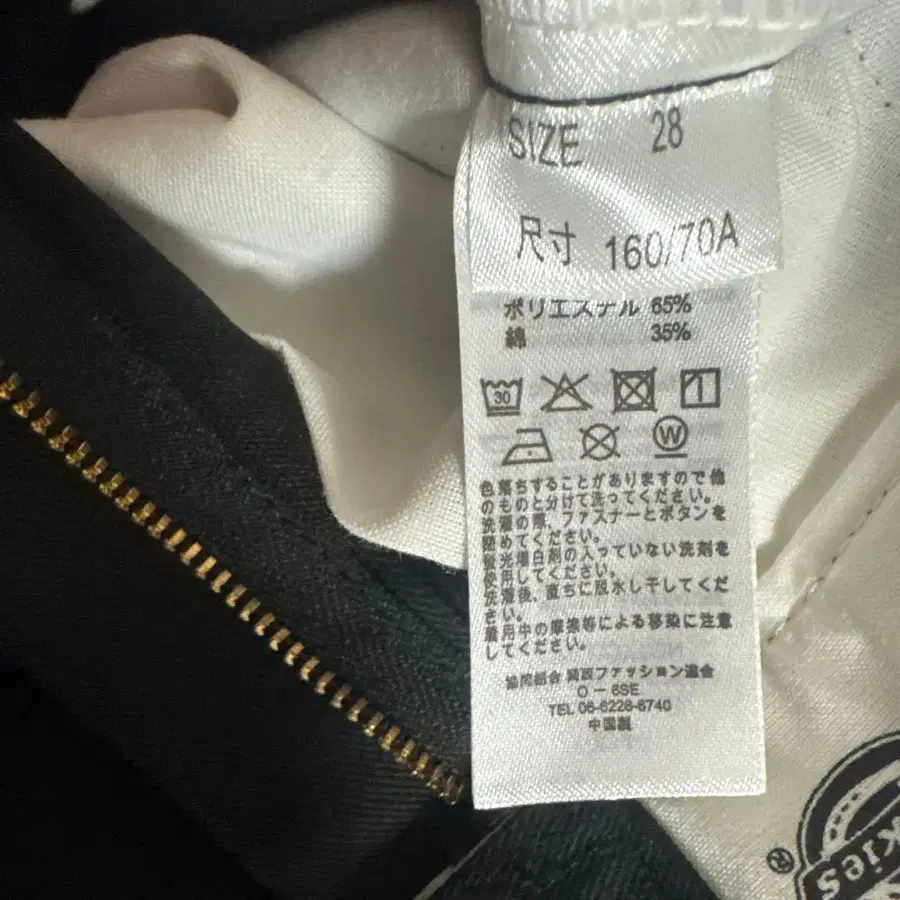 SIZE 28
尺寸 160/70A
ポリエステル 65%
綿 35%
30
W
色落ちすることがありますので他
のものと分けて洗ってください。
洗濯の際、ファスナーとボタンを
閉めてください。
蛍光増白剤の入っていない洗剤を
使用してください。
洗濯後、直ちに脱水し干してくだ
さい。
着用中の摩擦等による移染に注意
してください。
協同組合 関西ファッション連合
O－6SE
TEL 06-6228-6740
中国製
kies
®